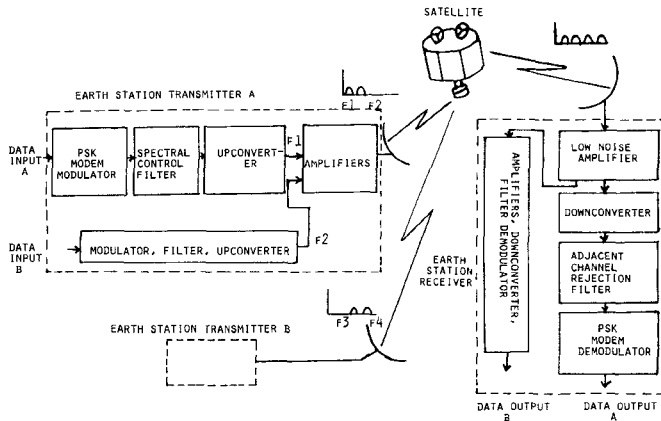 SATELLITE
EARTH STATION TRANSMITTER A
F1 F2
DATA
INPUT
A
PSK
MODEM
MODULATOR
SPECTRAL
CONTROL
FILTER
UPCONVERT-
ER
F1
AMPLIFIERS
DATA
INPUT
B
MODULATOR, FILTER, UPCONVERTER
F2
EARTH STATION TRANSMITTER B
F3 F4
EARTH
STATION
RECEIVER
AMPLIFIERS, DOWNCONVERTER,
FILTER DEMODULATOR
LOW NOISE
AMPLIFIER
DOWNCONVERTER
ADJACENT
CHANNEL
REJECTION
FILTER
PSK
MODEM
DEMODULATOR
DATA OUTPUT
B
DATA OUTPUT
A